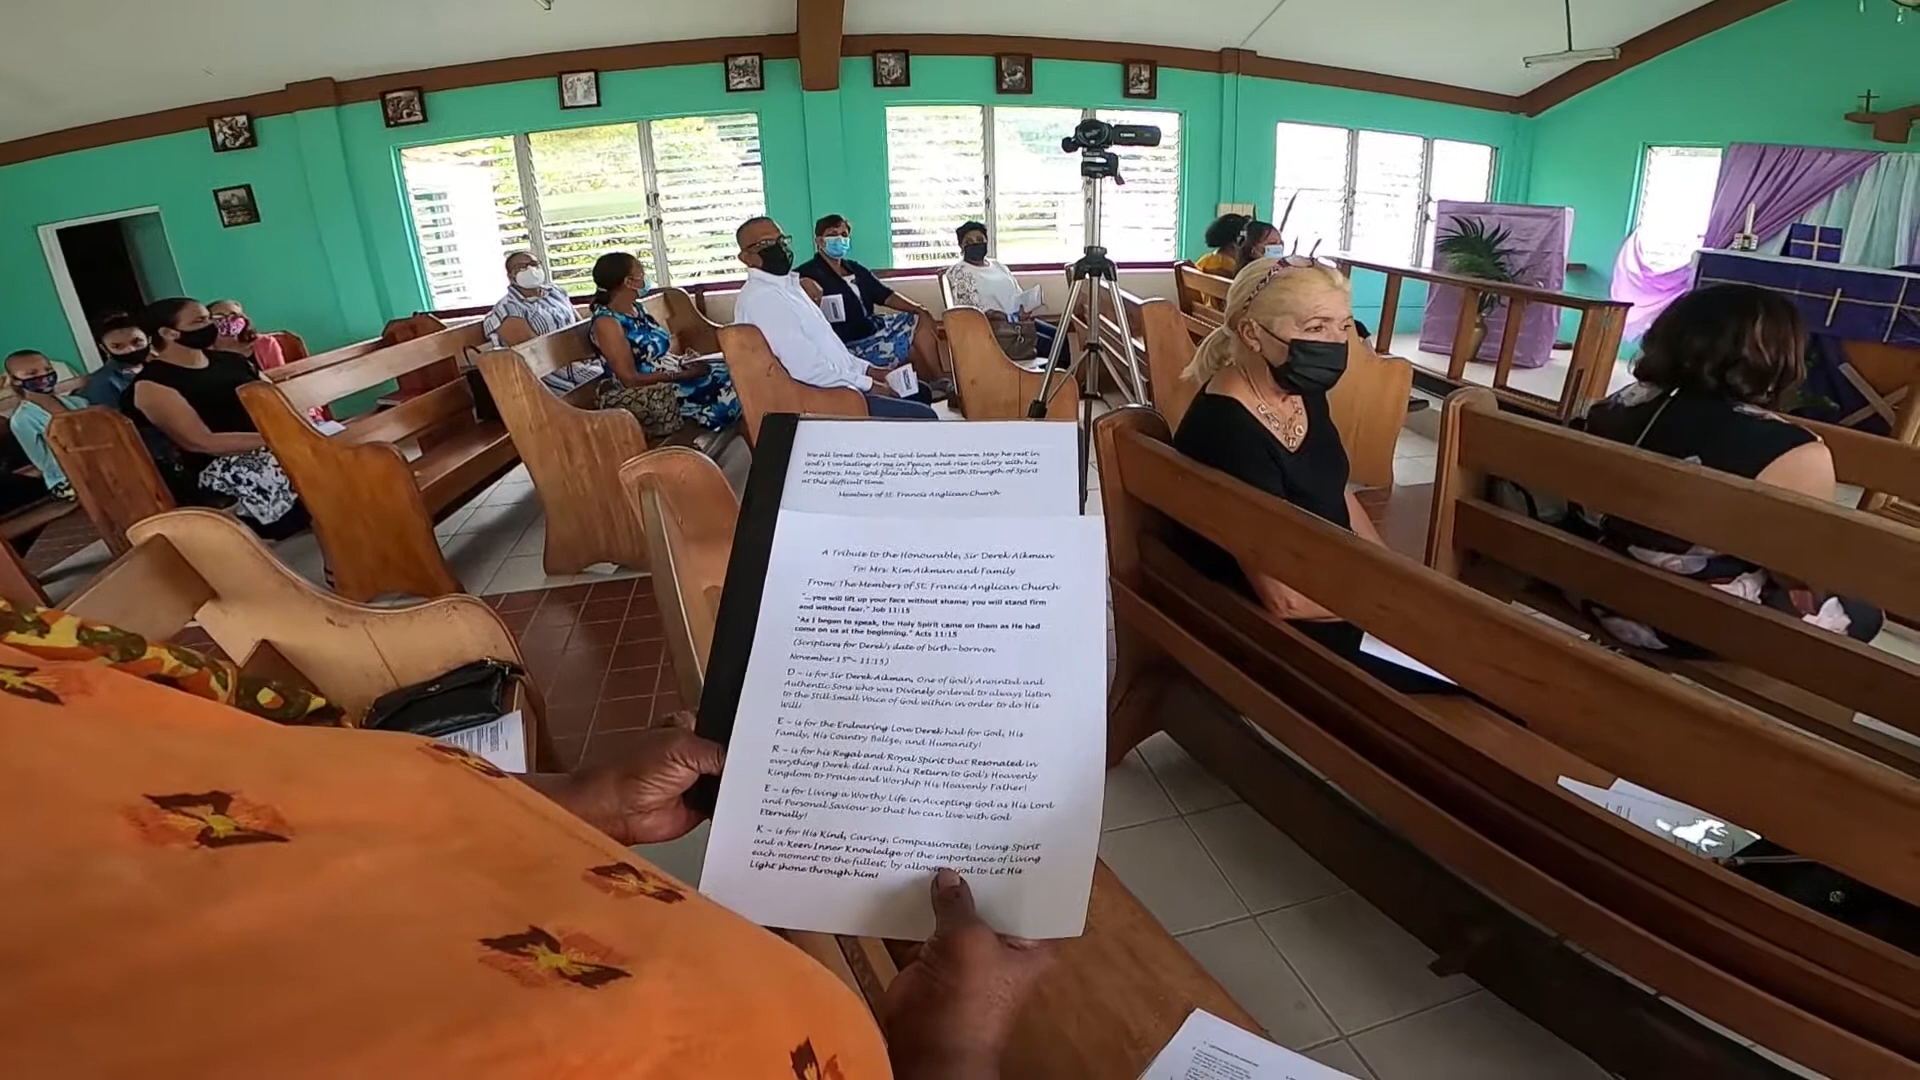 We all loved Derek, but God loved him more. May he rest in
God's Everlasting Arms in Peace, and rise in Glory with his
Ancestors. May God bless each of you with Strength of Spirit
at this difficult time.
Members of St. Francis Anglican Church
A Tribute to the Honourable, Sir Derek Aikman
To: Mrs. Kim Aikman and Family
From: The Members of St. Francis Anglican Church
"...you will lift up your face without shame; you will stand firm
and without fear." Job 11:15
"As I began to speak, the Holy Spirit came on them as He had
come on us at the beginning." Acts 11:15
(Scriptures for Derek's date of birth - born on
November 15th - 11:15)
D - is for Sir Derek Aikman, One of God's Anointed and
Authentic Sons who was Divinely ordered to always listen
to the Still Small Voice of God within in order to do His
Will!
E - is for the Endearing Love Derek had for God, His
Family, His Country Belize, and Humanity!
R - is for his Regal and Royal Spirit that Resonated in
everything Derek did and his Return to God's Heavenly
Kingdom to Praise and Worship His Heavenly Father!
E - is for Living a Worthy Life in Accepting God as His Lord
and Personal Saviour so that he can live with God
Eternally!
K - is for His Kind, Caring, Compassionate, Loving Spirit
and a Keen Inner Knowledge of the importance of Living
each moment to the fullest, by allowing God to Let His
Light shone through him!